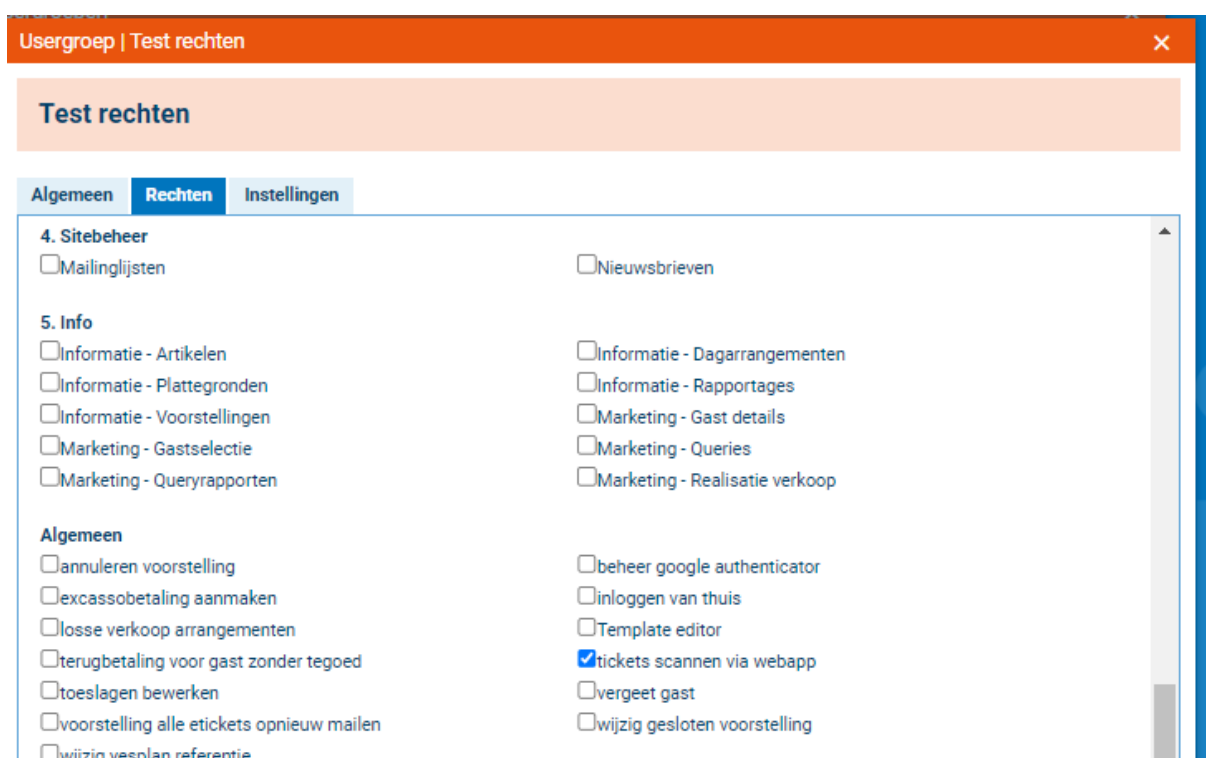 Usergroep | Test rechten ×
Test rechten
Algemeen Rechten Instellingen
4. Sitebeheer
Mailinglijsten Nieuwsbrieven
5. Info
Informatie - Artikelen Informatie - Dagarrangementen
Informatie - Plattegronden Informatie - Rapportages
Informatie - Voorstellingen Marketing - Gast details
Marketing - Gastselectie Marketing - Queries
Marketing - Queryrapporten Marketing - Realisatie verkoop
Algemeen
annuleren voorstelling beheer google authenticator
excassobetaling aanmaken inloggen van thuis
losse verkoop arrangementen Template editor
terugbetaling voor gast zonder tegoed tickets scannen via webapp
toeslagen bewerken vergeet gast
voorstelling alle etickets opnieuw mailen wijzig gesloten voorstelling
wijzig yesplan referentie